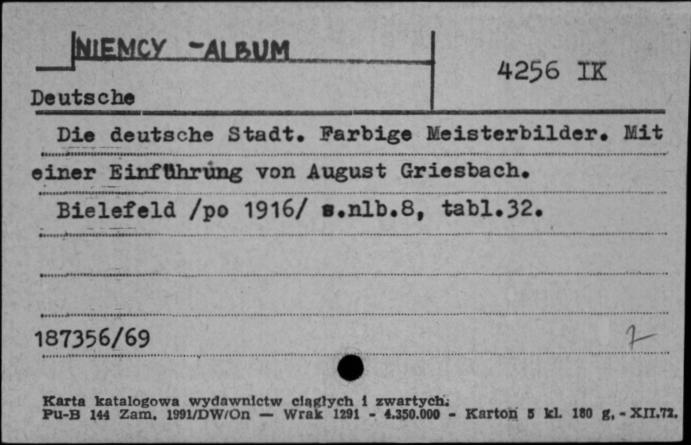 NIEMCY - ALBUM
4256 IK
Deutsche
Die deutsche Stadt. Farbige Meisterbilder. Mit
einer Einführung von August Griesbach.
Bielefeld /po 1916/ s.nlb.8, tabl.32.
187356/69
7
Karta katalogowa wydawnictw ciągłych i zwartych.
Pu-B 144 Zam. 1991/DW/On — Wrak 1291 - 4.350.000 - Karton 5 kl. 180 g, - XII.72.